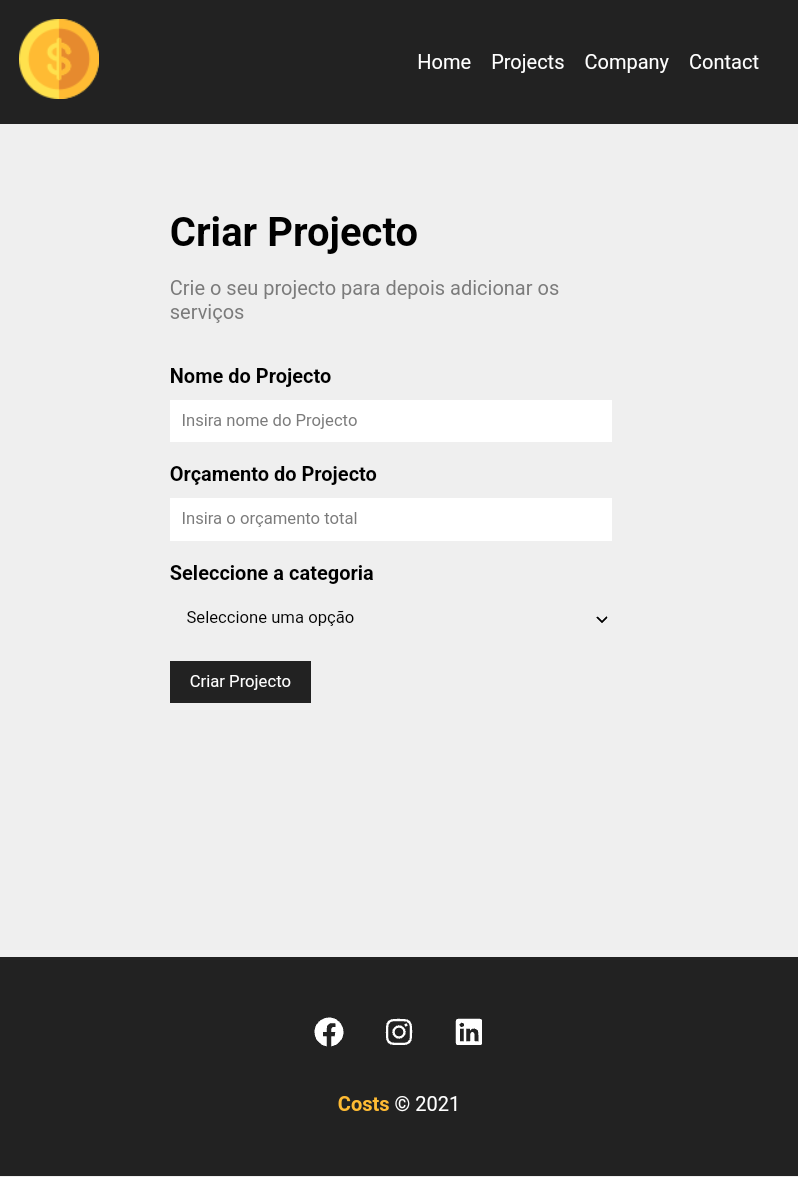 $
Home Projects Company Contact
Criar Projecto
Crie o seu projecto para depois adicionar os
serviços
Nome do Projecto
Insira nome do Projecto
Orçamento do Projecto
Insira o orçamento total
Seleccione a categoria
Seleccione uma opção
Criar Projecto
Costs © 2021